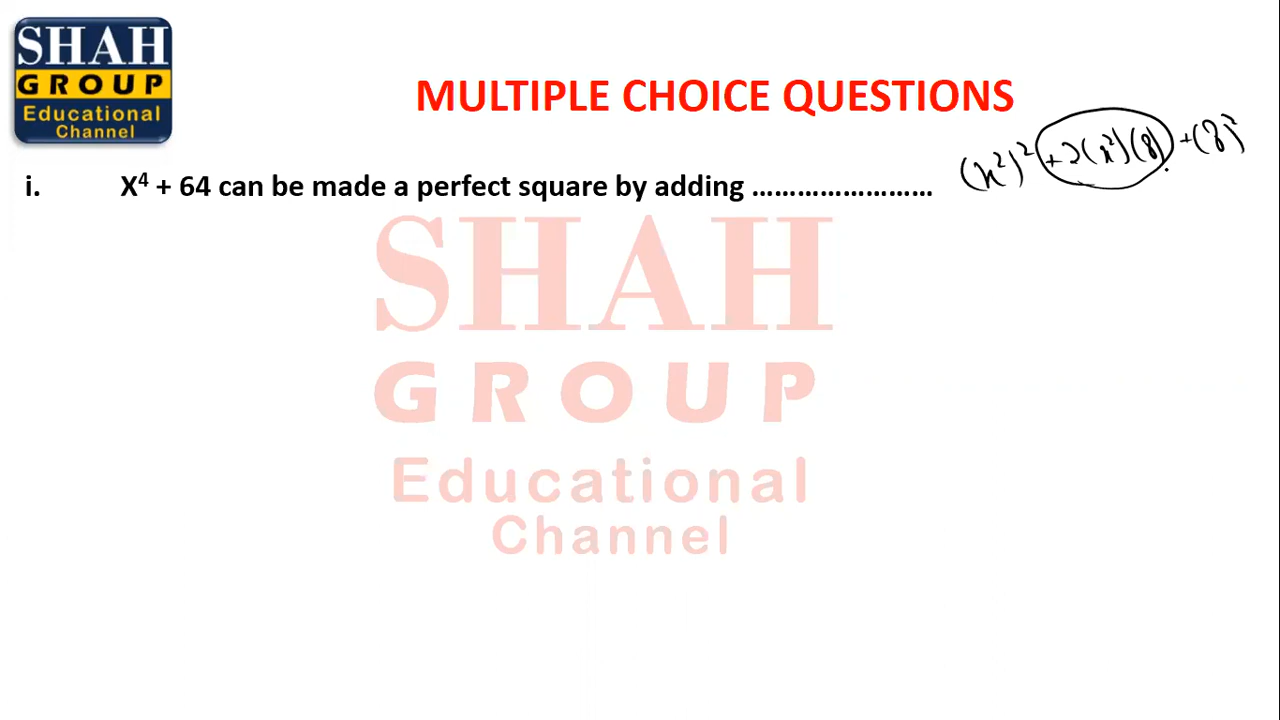 SHAH
GROUP
Educational
Channel
MULTIPLE CHOICE QUESTIONS
i. X⁴ + 64 can be made a perfect square by adding ........................
(x²)² + 2(x²)(8) + (8)²
SHAH
GROUP
Educational
Channel